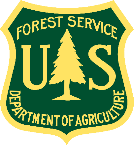 FOREST SERVICE
U S
DEPARTMENT OF AGRICULTURE